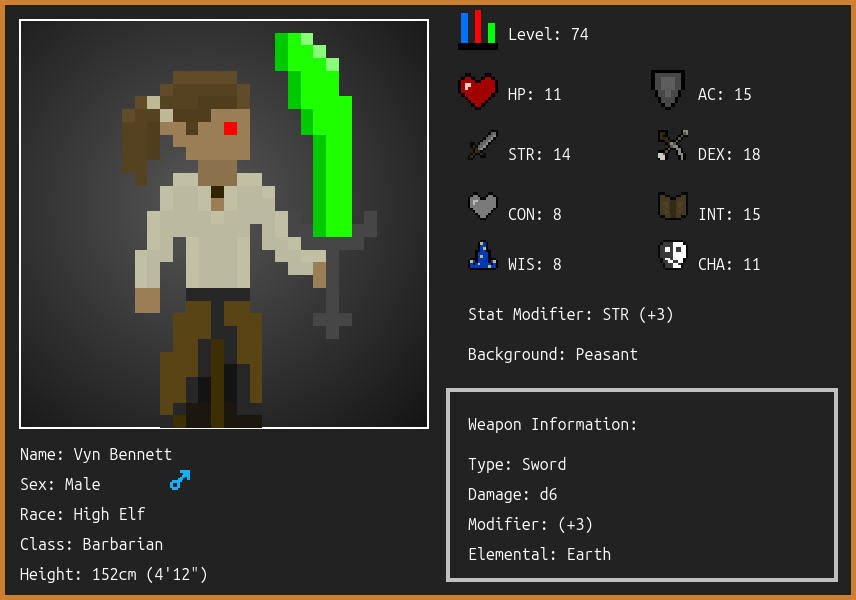 Level: 74
HP: 11
AC: 15
STR: 14
DEX: 18
CON: 8
INT: 15
WIS: 8
CHA: 11
Stat Modifier: STR (+3)
Background: Peasant
Weapon Information:
Type: Sword
Damage: d6
Modifier: (+3)
Elemental: Earth
Name: Vyn Bennett
Sex: Male
Race: High Elf
Class: Barbarian
Height: 152cm (4'12")